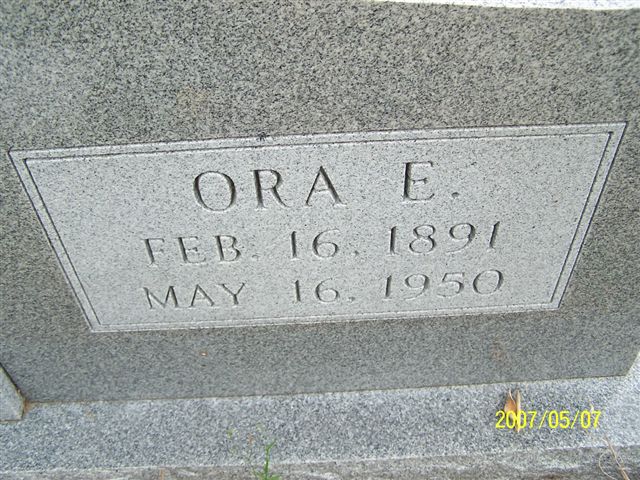 ORA E.
FEB. 16. 1891
MAY 16. 1950
2007/05/07